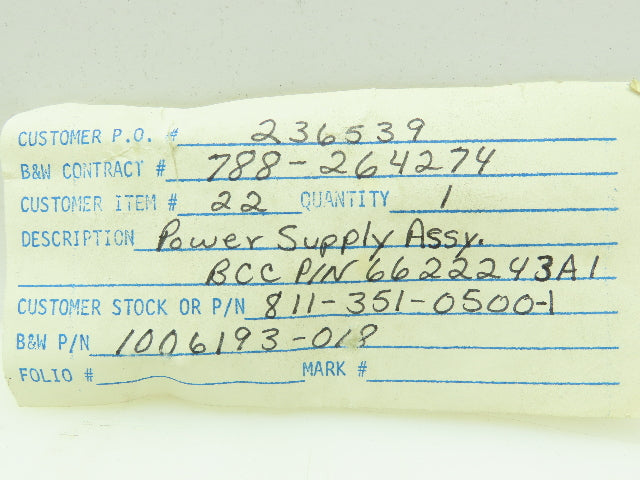 CUSTOMER P.O. # 236539
B&W CONTRACT # 788-264274
CUSTOMER ITEM # 22 QUANTITY 1
DESCRIPTION Power Supply Assy.
BCC P/N 6622243A1
CUSTOMER STOCK OR P/N 811-351-0500-1
B&W P/N 1006193-018
FOLIO # MARK #